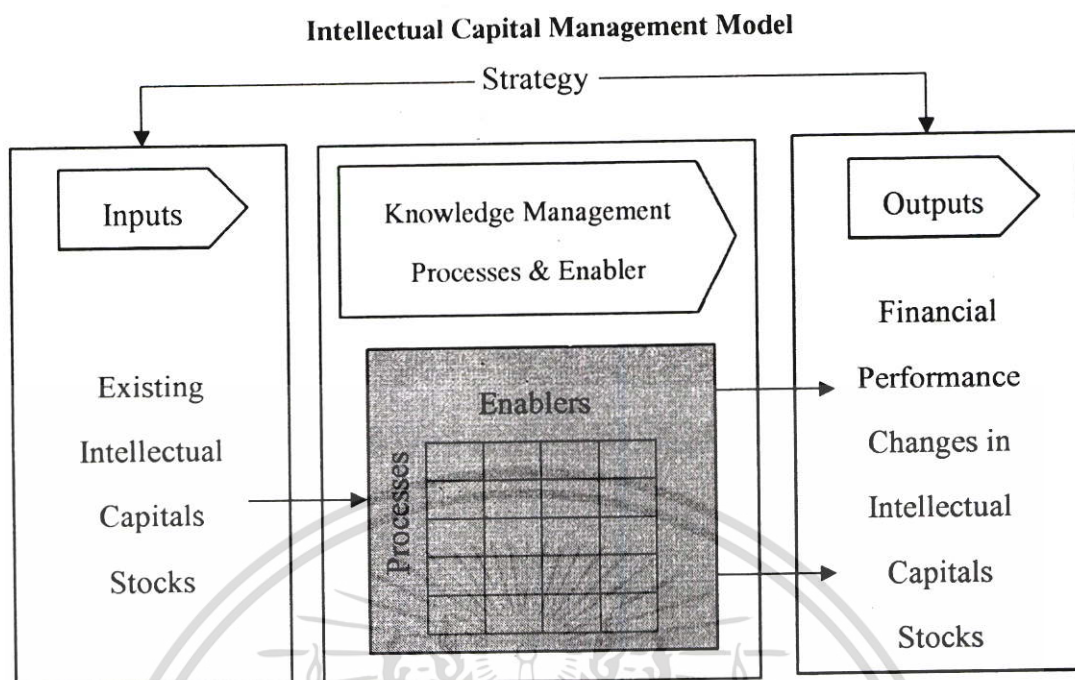 Intellectual Capital Management Model
Strategy
Inputs
Existing
Intellectual
Capitals
Stocks
Knowledge Management
Processes & Enabler
Enablers
Processes
Outputs
Financial
Performance
Changes in
Intellectual
Capitals
Stocks